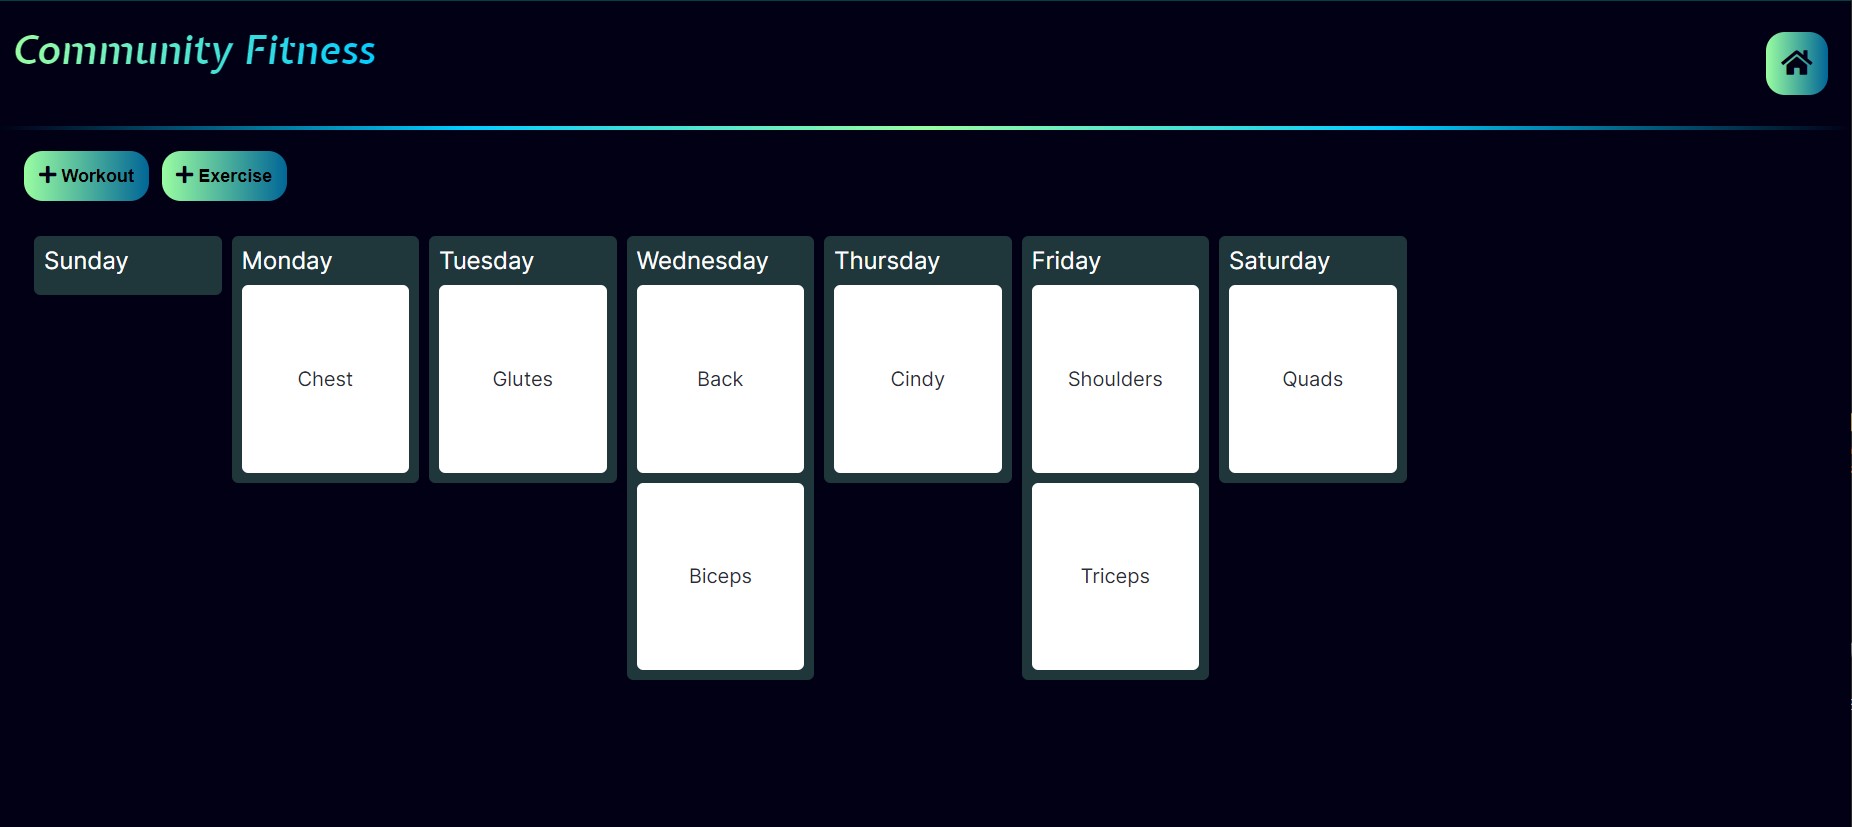 Community Fitness
Workout
Exercise
Sunday
Monday
Tuesday
Wednesday
Thursday
Friday
Saturday
Chest
Glutes
Back
Cindy
Shoulders
Quads
Biceps
Triceps